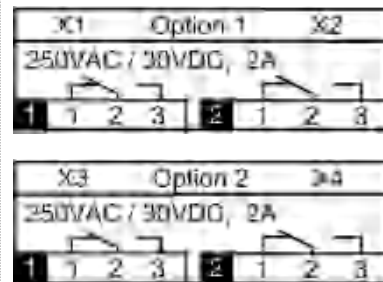 X1 Option 1 X2
250VAC / 30VDC, 2A
1 1 2 3 2 1 2 3
X3 Option 2 X4
250VAC / 30VDC, 2A
1 1 2 3 2 1 2 3